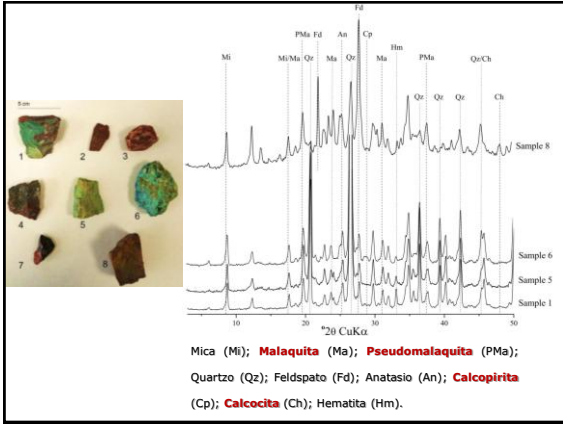 Fd
PMa Fd An Cp
Mi Mi/Ma Qz Ma Qz Ma Hm PMa Qz/Ch
Qz Qz Qz Ch
Sample 8
5 cm
1 2 3
4 5 6
7 8
Sample 6
Sample 5
Sample 1
10 20 30 40 50
°2θ CuKα
Mica (Mi); Malaquita (Ma); Pseudomalaquita (PMa);
Quartzo (Qz); Feldspato (Fd); Anatasio (An); Calcopirita
(Cp); Calcocita (Ch); Hematita (Hm).